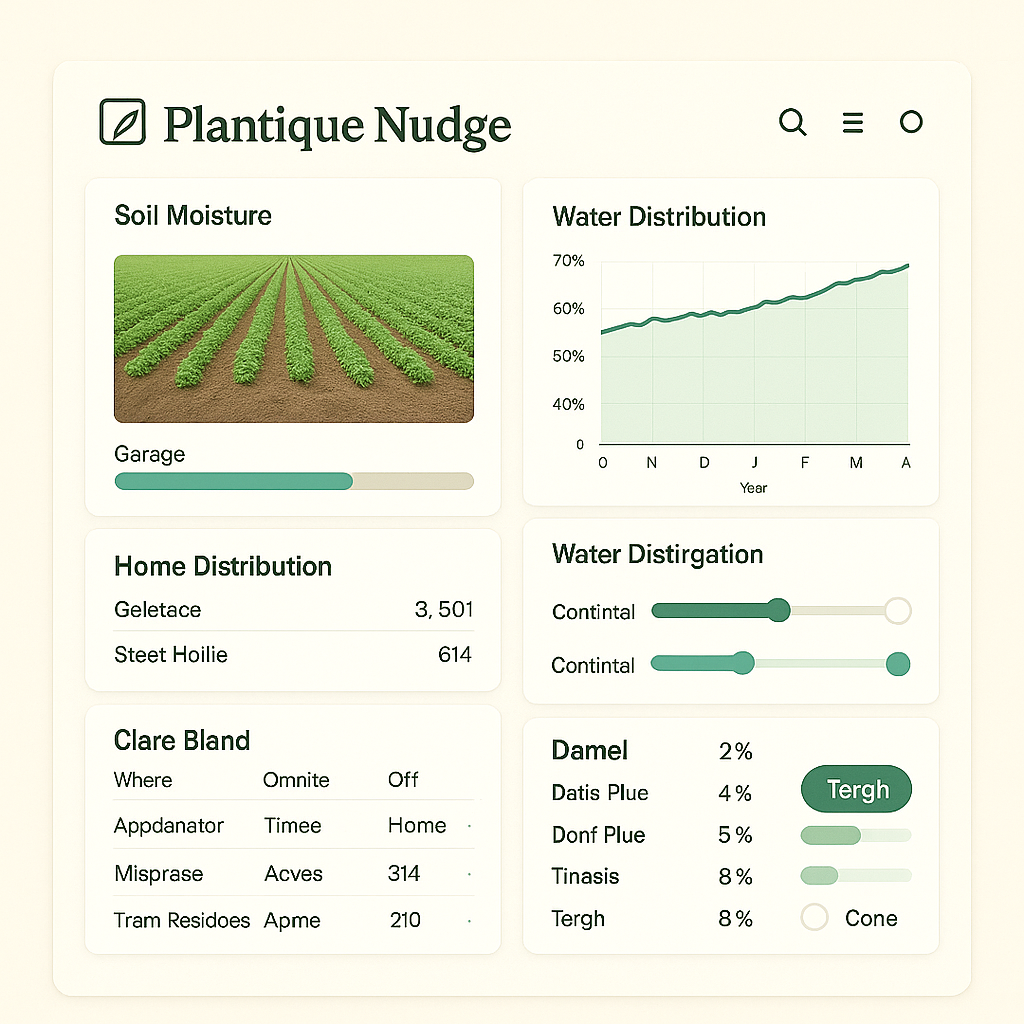 Plantique Nudge
Soil Moisture
Garage
Water Distribution
70%
60%
50%
40%
0
O N D J F M A
Year
Home Distribution
Geletace 3, 501
Steet Hoilie 614
Water Distirgation
Contintal
Contintal
Clare Bland
Where Omnite Off
Appdanator Timee Home
Misprase Acves 314
Tram Residoes Apme 210
Damel 2%
Datis Plue 4%
Tergh
Donf Plue 5%
Tinasis 8%
Tergh 8% Cone